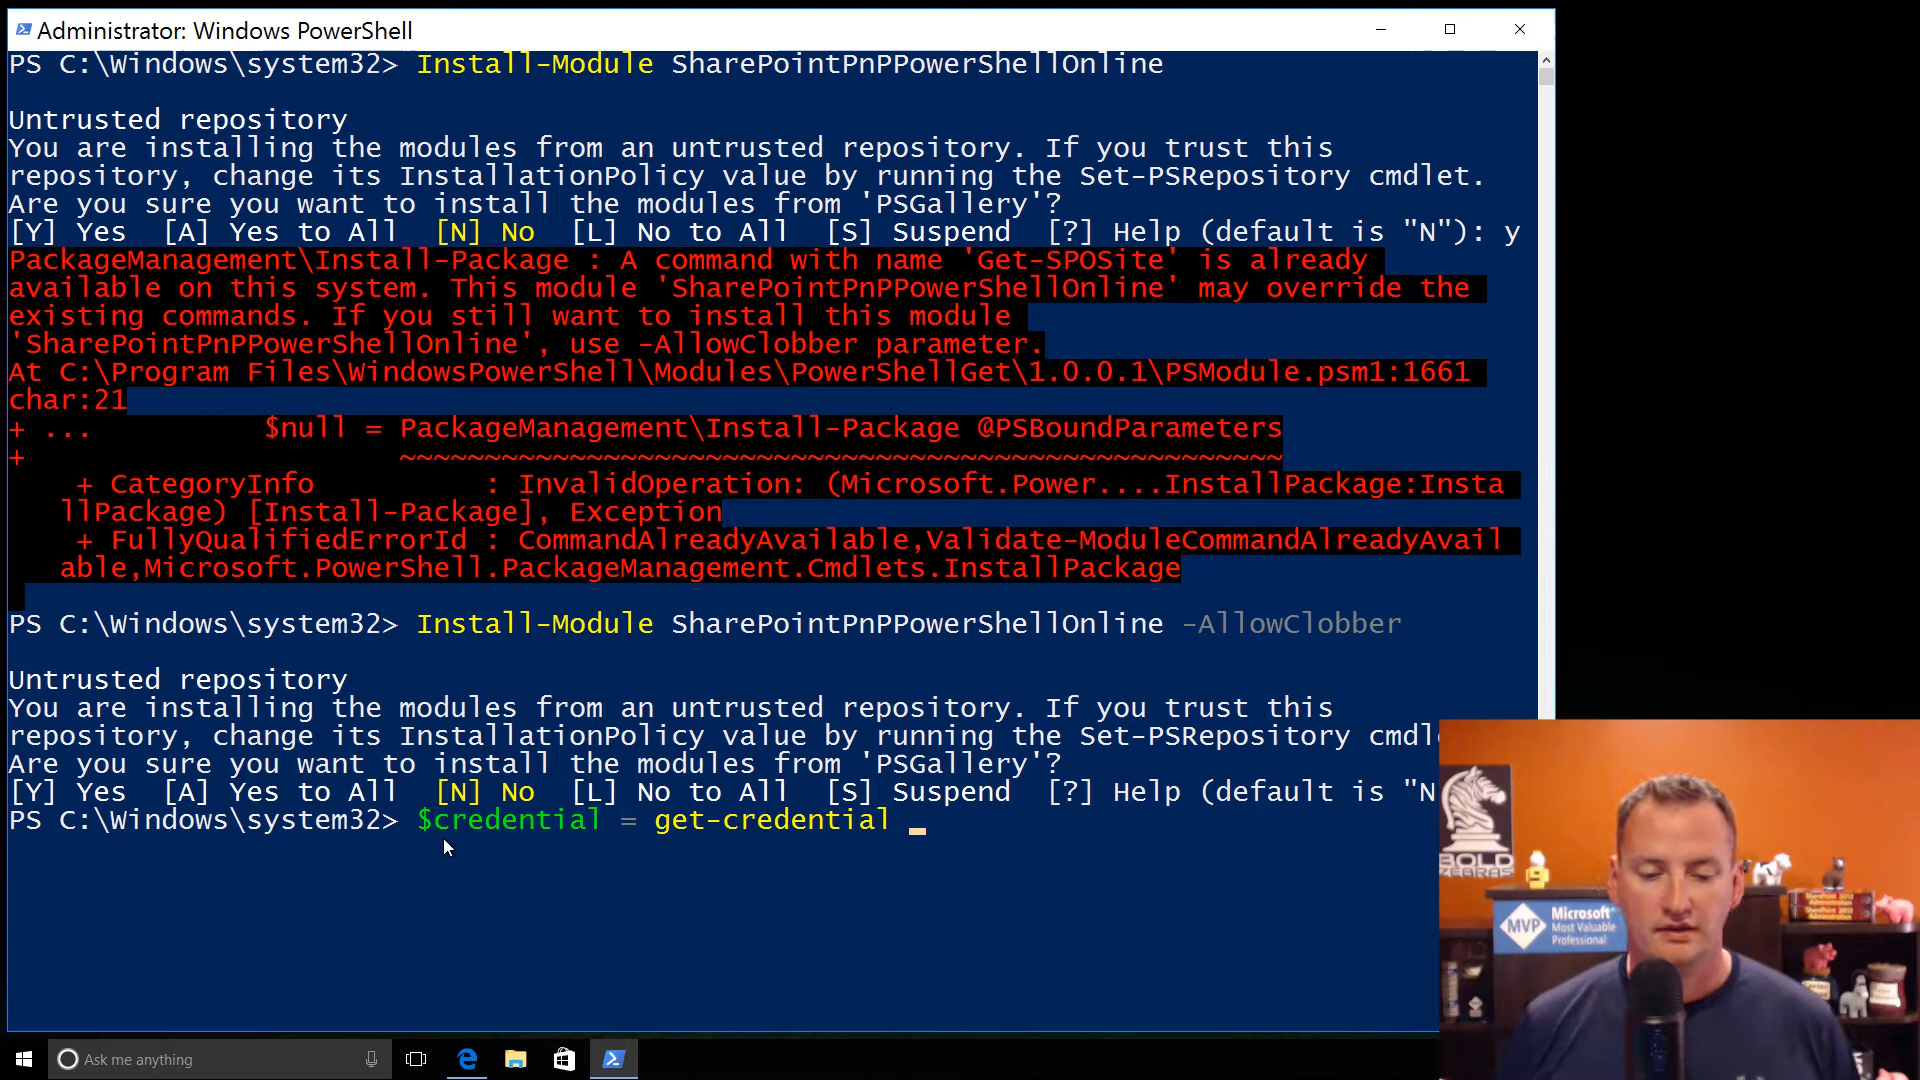 Administrator: Windows PowerShell
PS C:\Windows\system32> Install-Module SharePointPnPPowerShellOnline
Untrusted repository
You are installing the modules from an untrusted repository. If you trust this
repository, change its InstallationPolicy value by running the Set-PSRepository cmdlet.
Are you sure you want to install the modules from 'PSGallery'?
[Y] Yes  [A] Yes to All  [N] No  [L] No to All  [S] Suspend  [?] Help (default is "N"): y
PackageManagement\Install-Package : A command with name 'Get-SPOSite' is already
available on this system. This module 'SharePointPnPPowerShellOnline' may override the
existing commands. If you still want to install this module
'SharePointPnPPowerShellOnline', use -AllowClobber parameter.
At C:\Program Files\WindowsPowerShell\Modules\PowerShellGet\1.0.0.1\PSModule.psm1:1661
char:21
+ ...          $null = PackageManagement\Install-Package @PSBoundParameters
+                      ~~~~~~~~~~~~~~~~~~~~~~~~~~~~~~~~~~~~~~~~~~~~~~~~~~~~
    + CategoryInfo          : InvalidOperation: (Microsoft.Power....InstallPackage:Insta
   llPackage) [Install-Package], Exception
    + FullyQualifiedErrorId : CommandAlreadyAvailable,Validate-ModuleCommandAlreadyAvail
   able,Microsoft.PowerShell.PackageManagement.Cmdlets.InstallPackage
PS C:\Windows\system32> Install-Module SharePointPnPPowerShellOnline -AllowClobber
Untrusted repository
You are installing the modules from an untrusted repository. If you trust this
repository, change its InstallationPolicy value by running the Set-PSRepository cmdl
Are you sure you want to install the modules from 'PSGallery'?
[Y] Yes  [A] Yes to All  [N] No  [L] No to All  [S] Suspend  [?] Help (default is "N
PS C:\Windows\system32> $credential = get-credential
BOLD
ZEBRAS
MVP
Microsoft
Most Valuable
Professional
SharePoint 2013
Administration
SharePoint 2013
Administration
Ask me anything